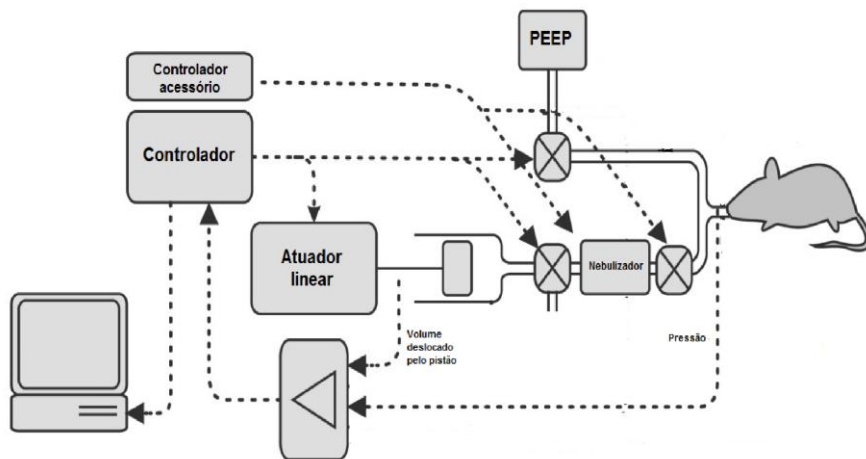 PEEP
Controlador
acessório
Controlador
Atuador
linear
Nebulizador
Volume
deslocado
pelo pistão
Pressão